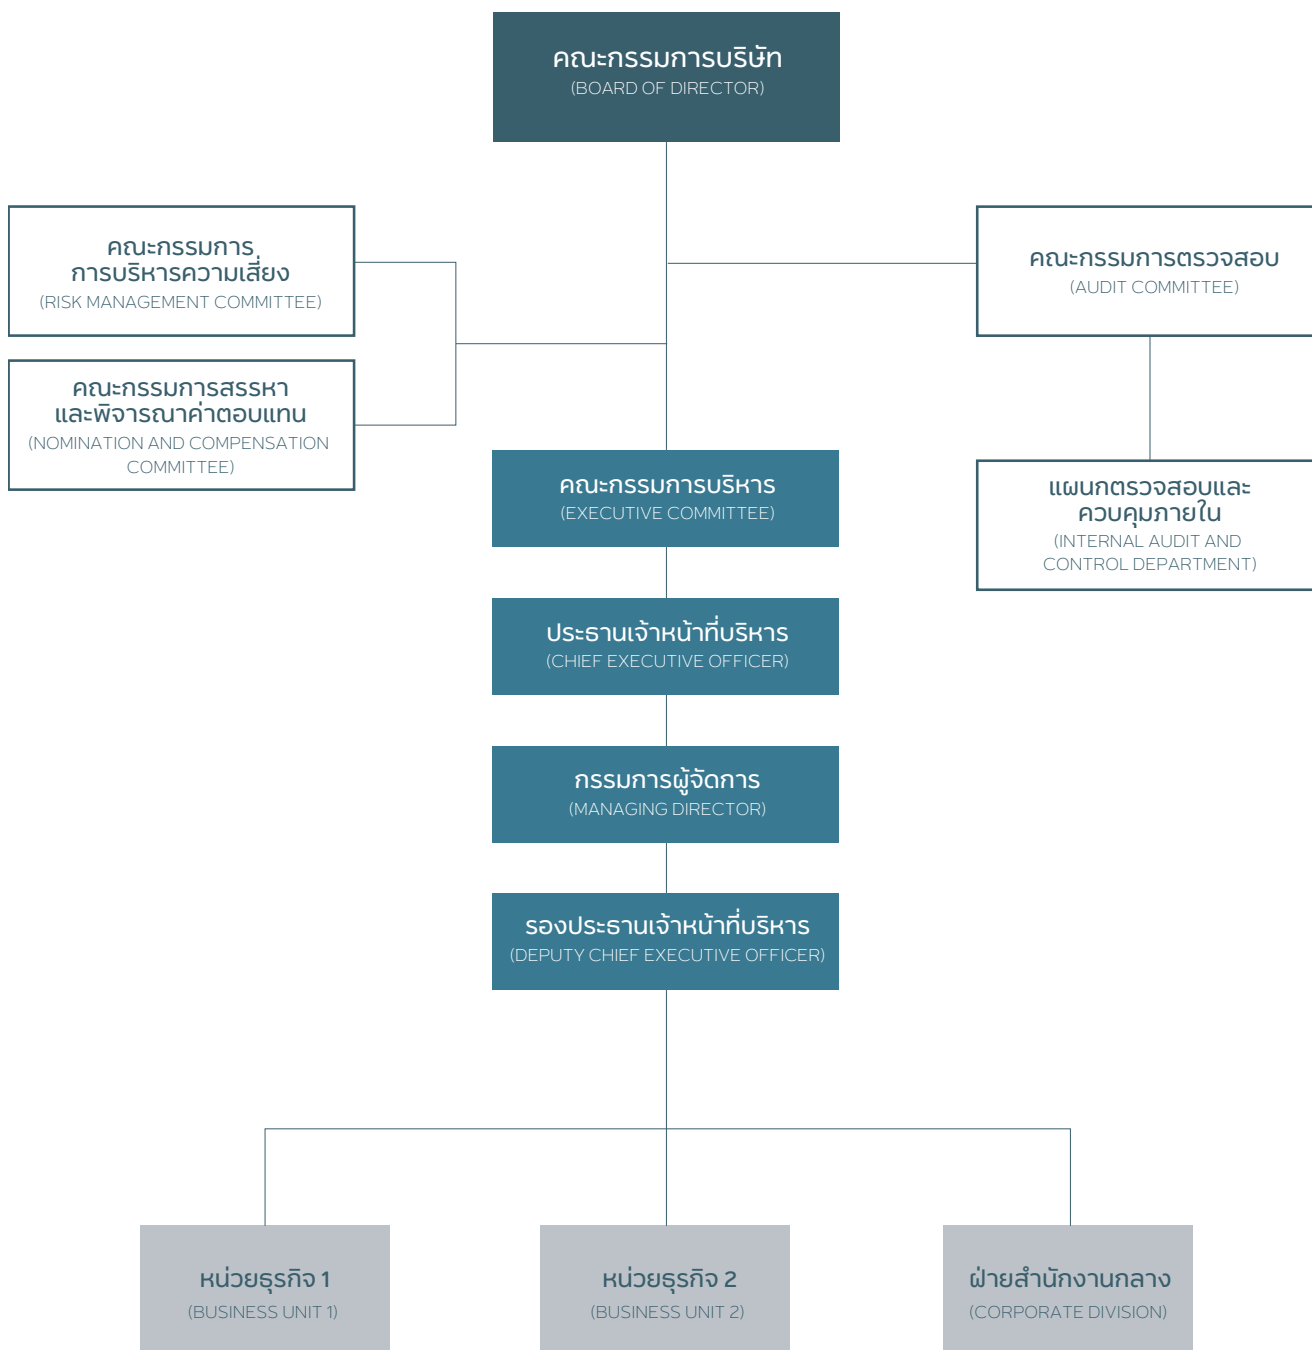 คณะกรรมการบริษัท
(BOARD OF DIRECTOR)
คณะกรรมการ
การบริหารความเสี่ยง
(RISK MANAGEMENT COMMITTEE)
คณะกรรมการตรวจสอบ
(AUDIT COMMITTEE)
คณะกรรมการสรรหา
และพิจารณาค่าตอบแทน
(NOMINATION AND COMPENSATION
COMMITTEE)
คณะกรรมการบริหาร
(EXECUTIVE COMMITTEE)
แผนกตรวจสอบและ
ควบคุมภายใน
(INTERNAL AUDIT AND
CONTROL DEPARTMENT)
ประธานเจ้าหน้าที่บริหาร
(CHIEF EXECUTIVE OFFICER)
กรรมการผู้จัดการ
(MANAGING DIRECTOR)
รองประธานเจ้าหน้าที่บริหาร
(DEPUTY CHIEF EXECUTIVE OFFICER)
หน่วยธุรกิจ 1
(BUSINESS UNIT 1)
หน่วยธุรกิจ 2
(BUSINESS UNIT 2)
ฝ่ายสำนักงานกลาง
(CORPORATE DIVISION)